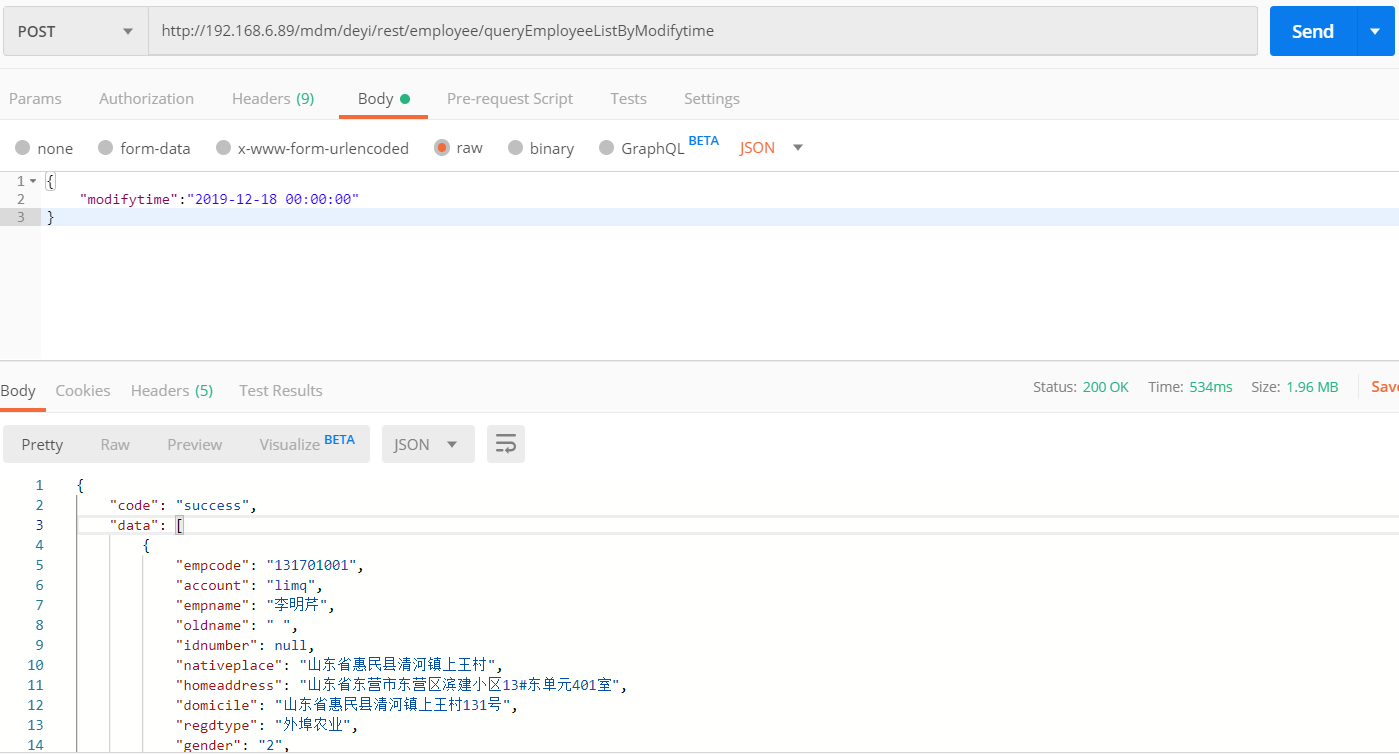 POST http://192.168.6.89/mdm/deyi/rest/employee/queryEmployeeListByModifytime Send
Params Authorization Headers (9) Body Pre-request Script Tests Settings
none form-data x-www-form-urlencoded raw binary GraphQL BETA JSON
1 {
2 "modifytime":"2019-12-18 00:00:00"
3 }
Body Cookies Headers (5) Test Results Status: 200 OK Time: 534ms Size: 1.96 MB Save
Pretty Raw Preview Visualize BETA JSON
1 {
2 "code": "success",
3 "data": [
4 {
5 "empcode": "131701001",
6 "account": "limq",
7 "empname": "李明芹",
8 "oldname": " ",
9 "idnumber": null,
10 "nativeplace": "山东省惠民县清河镇上王村",
11 "homeaddress": "山东省东营市东营区滨建小区13#东单元401室",
12 "domicile": "山东省惠民县清河镇上王村131号",
13 "regdtype": "外埠农业",
14 "gender": "2",